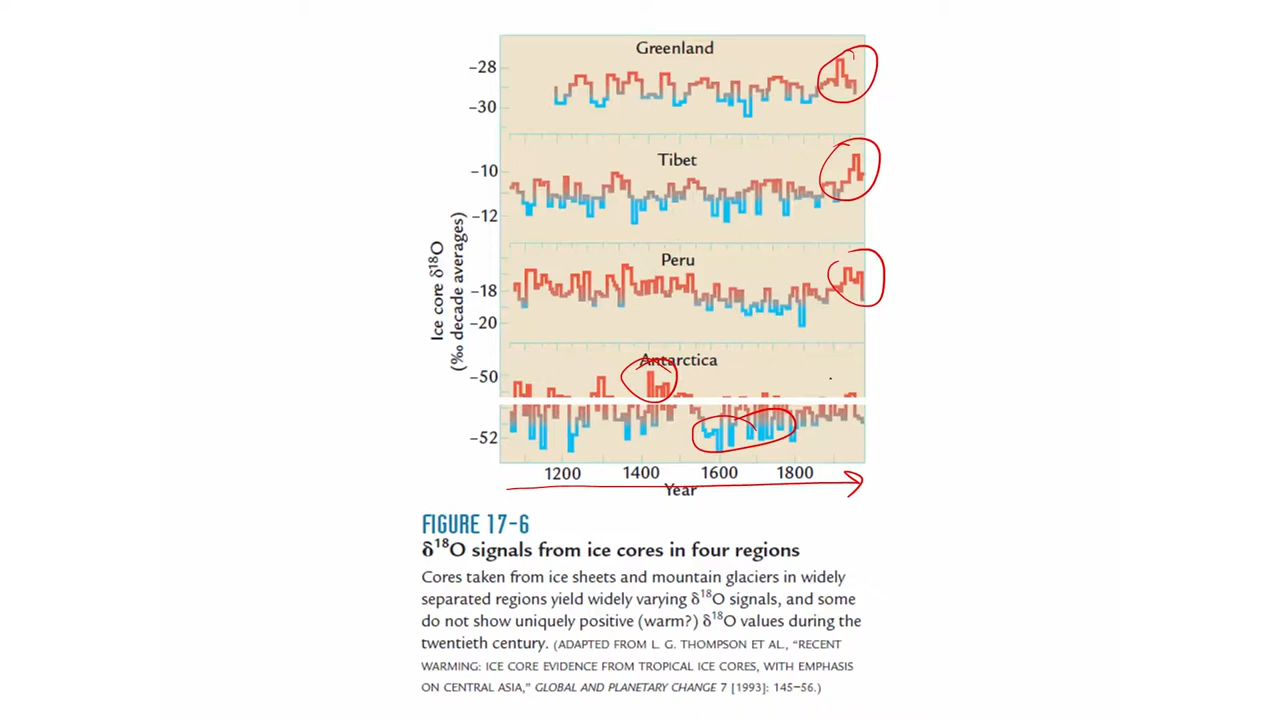 Greenland
−28
−30
Tibet
−10
−12
Ice core δ¹⁸O
(‰ decade averages)
Peru
−18
−20
Antarctica
−50
−52
1200 1400 1600 1800
Year
FIGURE 17–6
δ¹⁸O signals from ice cores in four regions
Cores taken from ice sheets and mountain glaciers in widely
separated regions yield widely varying δ¹⁸O signals, and some
do not show uniquely positive (warm?) δ¹⁸O values during the
twentieth century. (ADAPTED FROM L. G. THOMPSON ET AL., “RECENT
WARMING: ICE CORE EVIDENCE FROM TROPICAL ICE CORES, WITH EMPHASIS
ON CENTRAL ASIA,” GLOBAL AND PLANETARY CHANGE 7 [1993]: 145–56.)